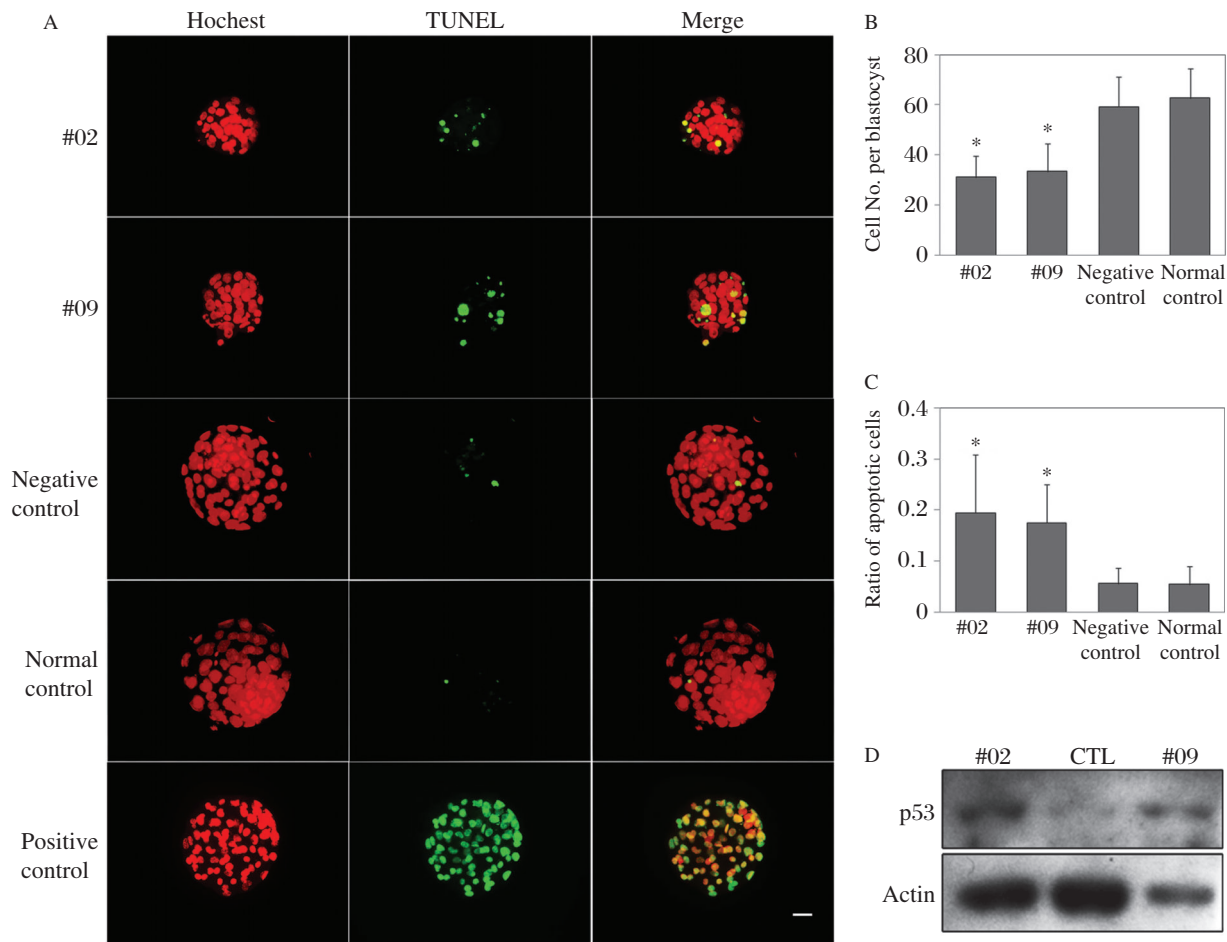 A
Hochest TUNEL Merge
#02
#09
Negative
control
Normal
control
Positive
control
B
Cell No. per blastocyst
80
60
40
20
0
* *
#02 #09 Negative
control Normal
control
C
Ratio of apoptotic cells
0.4
0.3
0.2
0.1
0
* *
#02 #09 Negative
control Normal
control
D
#02 CTL #09
p53
Actin